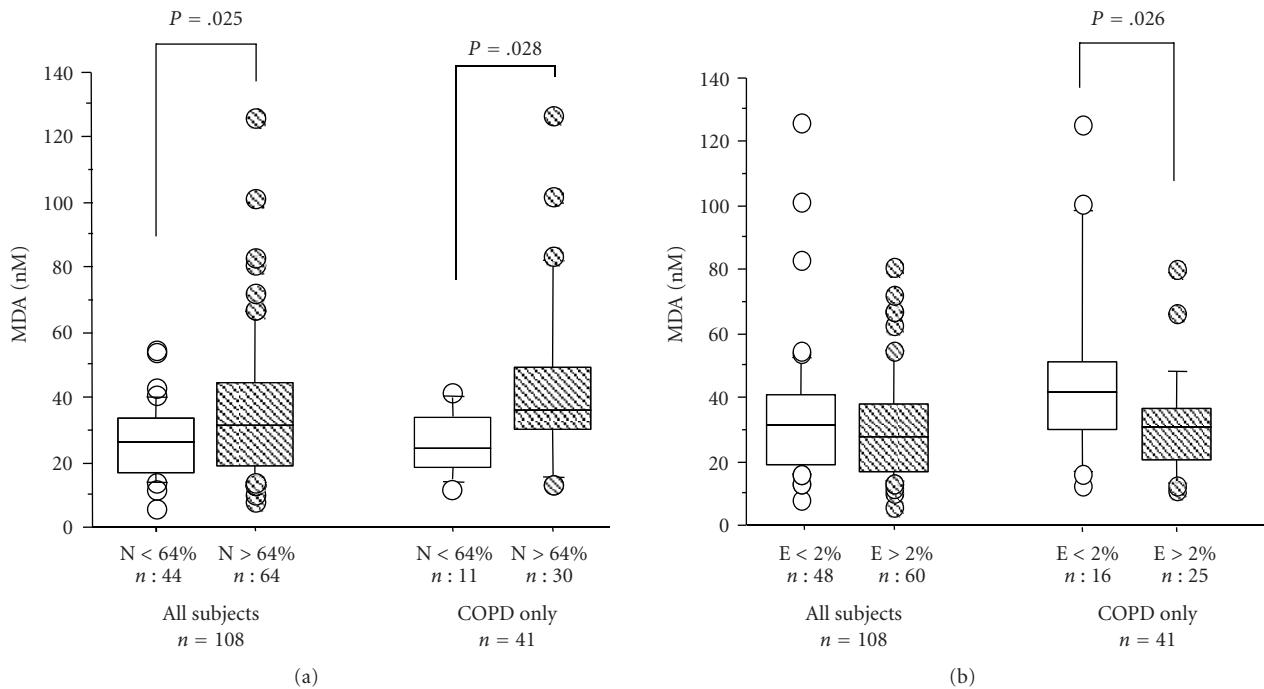 P = .025
P = .028
140
120
100
80
60
40
20
0
MDA (nM)
N < 64% N > 64% N < 64% N > 64%
n : 44 n : 64 n : 11 n : 30
All subjects COPD only
n = 108 n = 41
(a)
P = .026
140
120
100
80
60
40
20
0
MDA (nM)
E < 2% E > 2% E < 2% E > 2%
n : 48 n : 60 n : 16 n : 25
All subjects COPD only
n = 108 n = 41
(b)